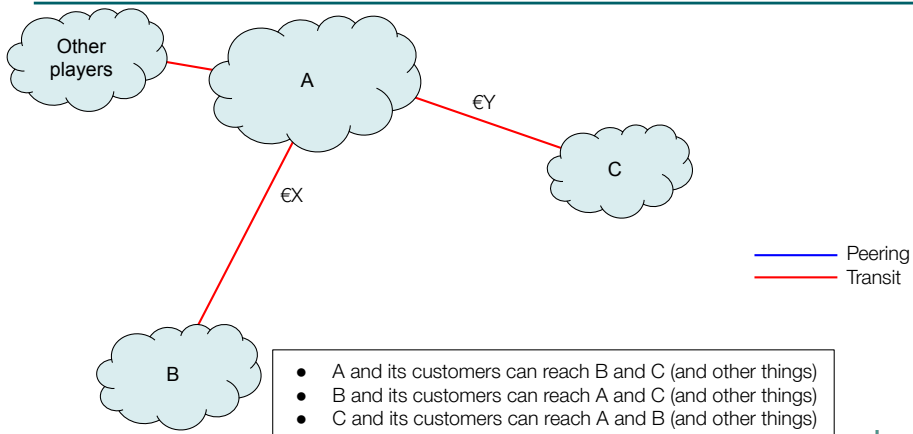 Other
players
A
€Y
C
€X
Peering
Transit
B
● A and its customers can reach B and C (and other things)
● B and its customers can reach A and C (and other things)
● C and its customers can reach A and B (and other things)